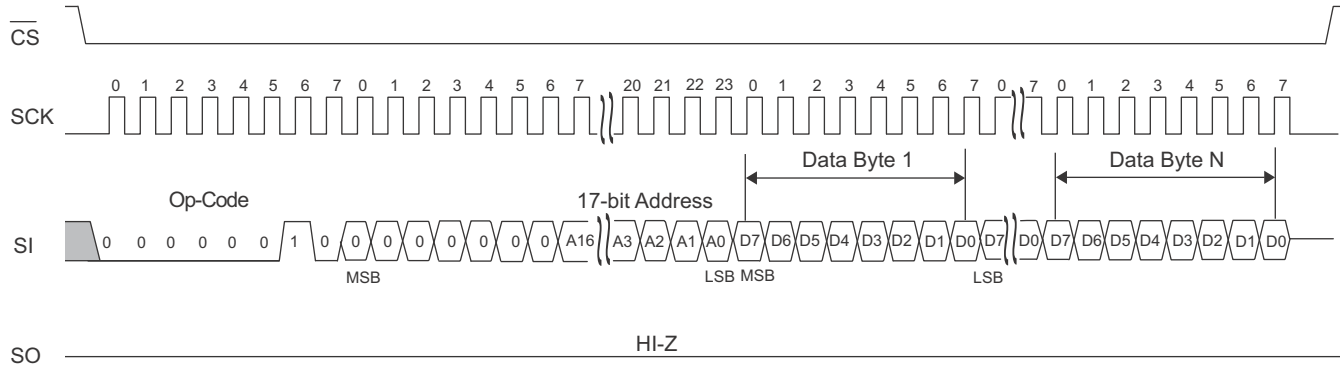 CS
0 1 2 3 4 5 6 7 0 1 2 3 4 5 6 7 20 21 22 23 0 1 2 3 4 5 6 7 0 7 0 1 2 3 4 5 6 7
SCK
Data Byte 1 Data Byte N
Op-Code 17-bit Address
SI 0 0 0 0 0 0 1 0 0 0 0 0 0 0 0 A16 A3 A2 A1 A0 D7 D6 D5 D4 D3 D2 D1 D0 D7 D0 D7 D6 D5 D4 D3 D2 D1 D0
MSB LSB MSB LSB
HI-Z
SO